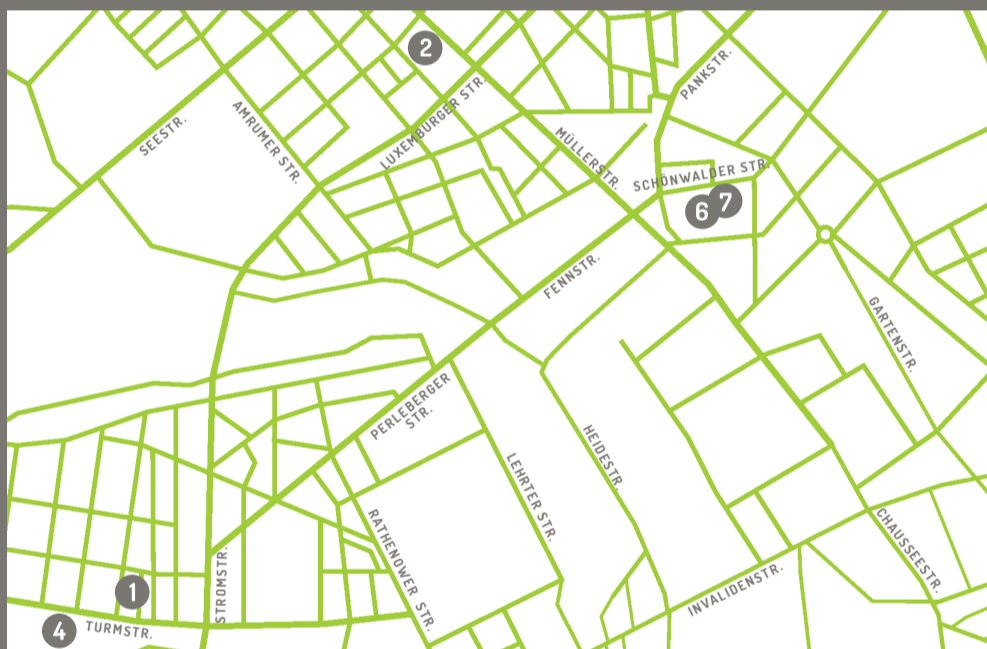 2
PANKSTR.
SEESTR.
AMRUMER STR.
LUXEMBURGER STR.
MÜLLERSTR.
SCHÖNWALDER STR.
6
7
FENNSTR.
GARTENSTR.
PERLEBERGER
STR.
HEIDESTR.
LEHRTER STR.
RATHENOWER STR.
CHAUSSEESTR.
STROMSTR.
INVALIDENSTR.
1
4
TURMSTR.